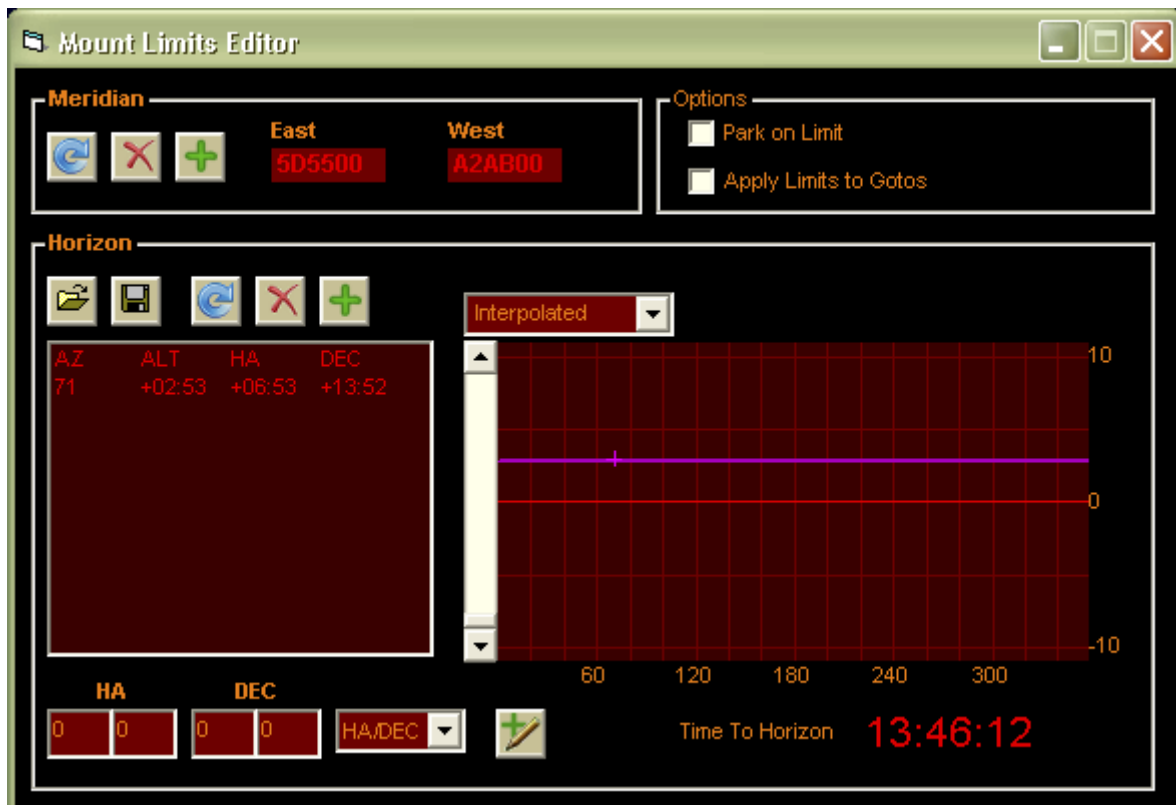 Mount Limits Editor
Meridian
East West
5D5500 A2AB00
Options
Park on Limit
Apply Limits to Gotos
Horizon
Interpolated
AZ ALT HA DEC
71 +02:53 +06:53 +13:52
10
0
-10
60 120 180 240 300
HA DEC
0 0 0 0 HA/DEC
Time To Horizon 13:46:12